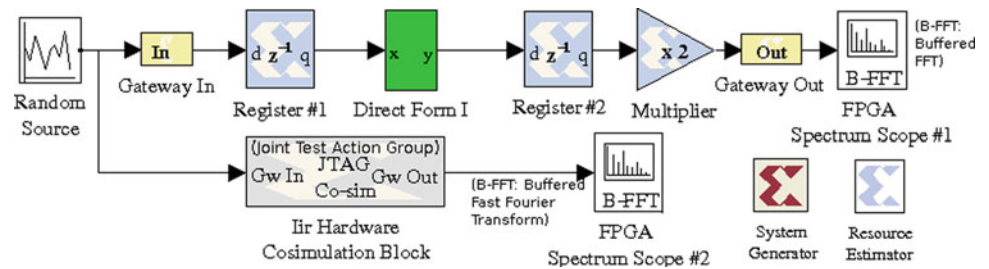 In
Gateway In
d z⁻¹ q
Register #1
x y
Direct Form I
d z⁻¹ q
Register #2
x 2
Multiplier
Out
Gateway Out
B-FFT
FPGA
Spectrum Scope #1
(B-FFT:
Buffered
FFT)
Random
Source
(Joint Test Action Group)
JTAG
Gw In Gw Out
Co-sim
Iir Hardware
Cosimulation Block
(B-FFT: Buffered
Fast Fourier
Transform)
B-FFT
FPGA
Spectrum Scope #2
System
Generator
Resource
Estimator